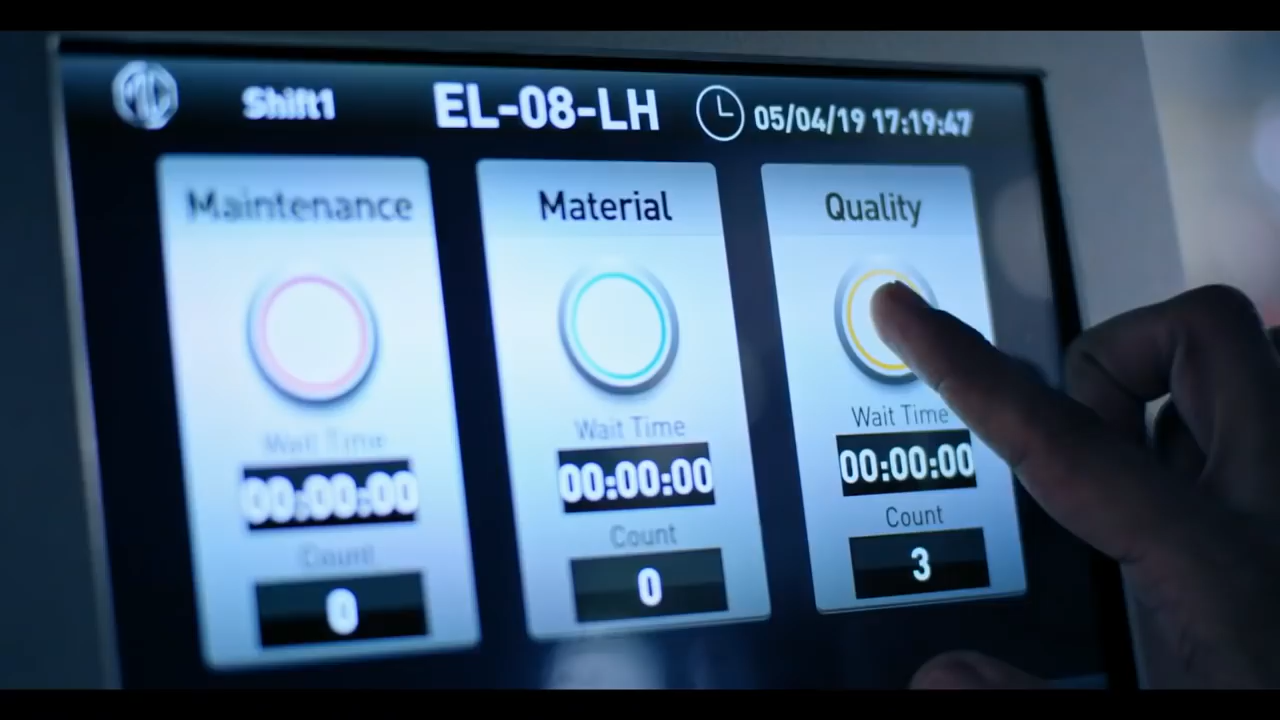 MG
Shift1
EL-08-LH
05/04/19 17:19:47
Maintenance
Material
Quality
Wait Time
00:00:00
Count
0
Wait Time
00:00:00
Count
0
Wait Time
00:00:00
Count
3